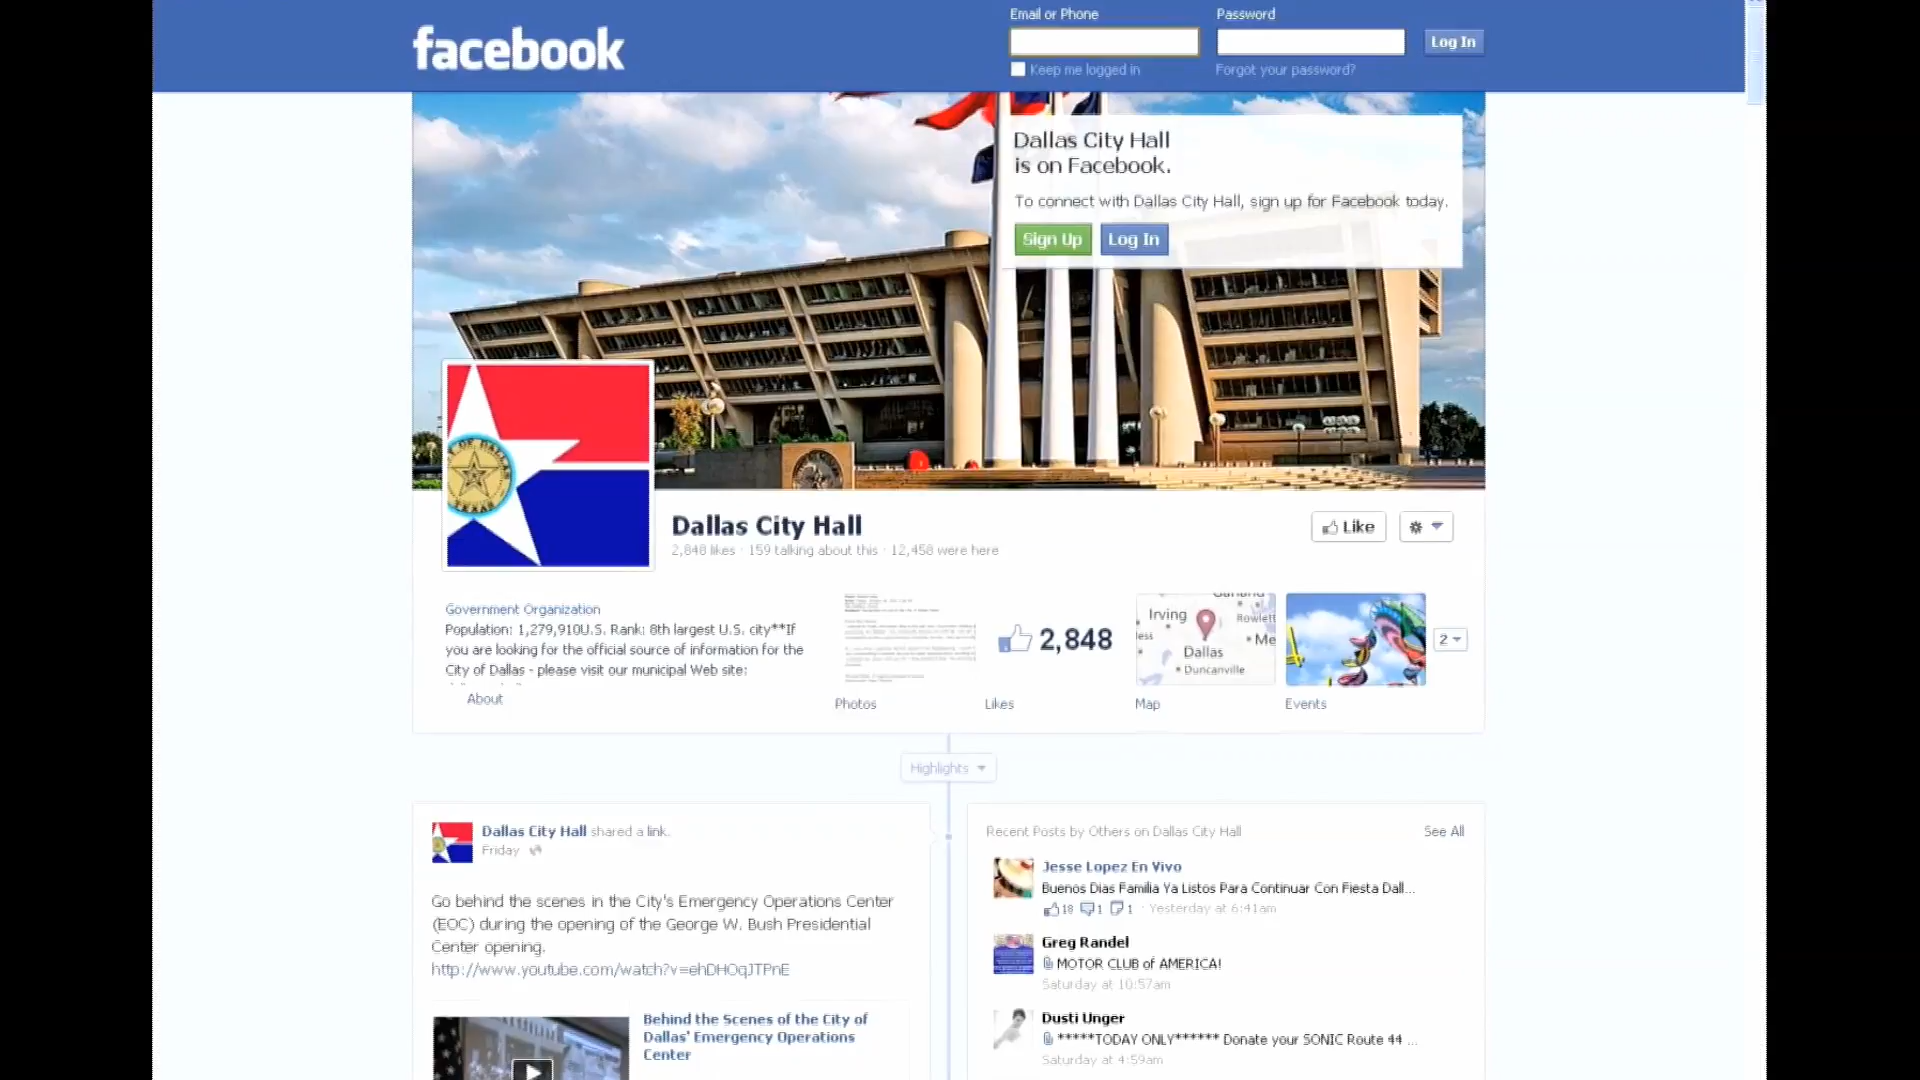 facebook
Email or Phone
Password
Log In
Keep me logged in
Forgot your password?
Dallas City Hall
is on Facebook.
To connect with Dallas City Hall, sign up for Facebook today.
Sign Up
Log In
TEXAS
Dallas City Hall
2,848 likes · 159 talking about this · 12,458 were here
Like
Government Organization
Population: 1,279,910U.S. Rank: 8th largest U.S. city**If
you are looking for the official source of information for the
City of Dallas - please visit our municipal Web site:
About
Photos
2,848
Likes
Irving
Rowlett
Dallas
Duncanville
Map
Events
2
Highlights
Dallas City Hall shared a link.
Friday
Go behind the scenes in the City's Emergency Operations Center
(EOC) during the opening of the George W. Bush Presidential
Center opening.
http://www.youtube.com/watch?v=ehDHOqJTPnE
Behind the Scenes of the City of
Dallas' Emergency Operations
Center
Recent Posts by Others on Dallas City Hall
See All
Jesse Lopez En Vivo
Buenos Dias Familia Ya Listos Para Continuar Con Fiesta Dall...
18 1 1 · Yesterday at 6:41am
Greg Randel
MOTOR CLUB of AMERICA!
Saturday at 10:57am
Dusti Unger
*****TODAY ONLY****** Donate your SONIC Route 44 ...
Saturday at 4:59am